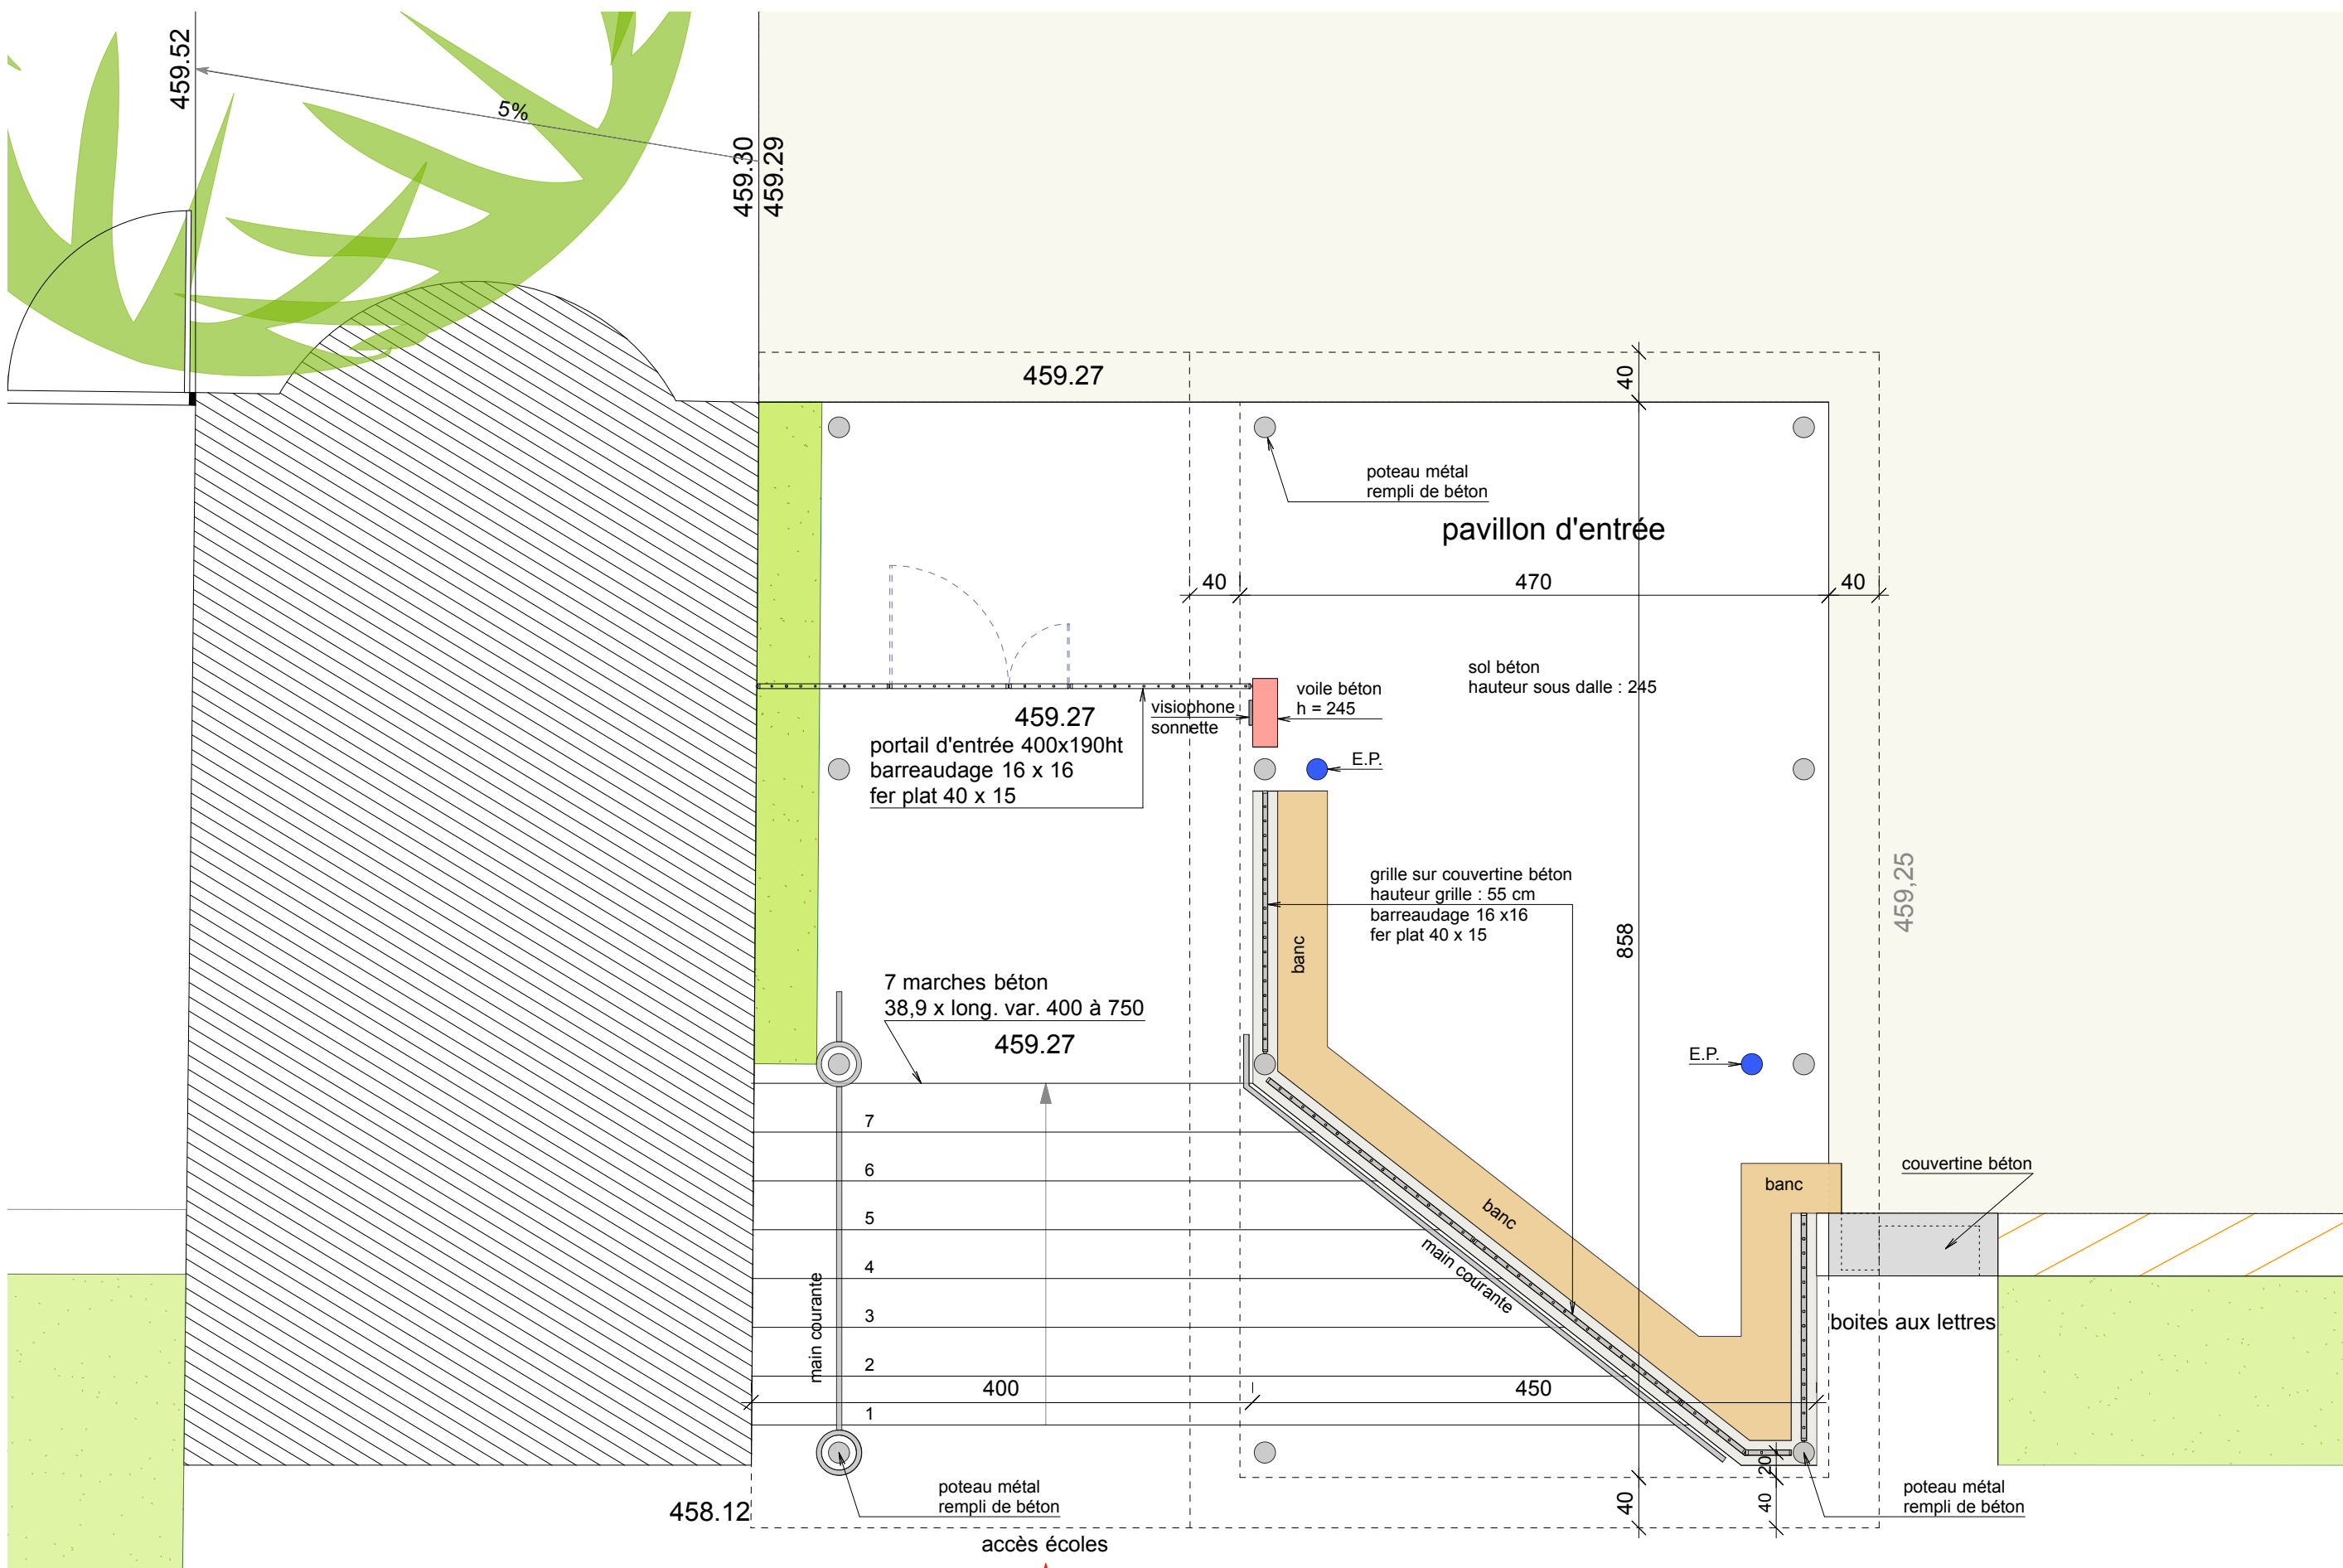 459.52
5%
459.30
459.29
459.27
40
poteau métal
rempli de béton
pavillon d'entrée
40
470
40
sol béton
hauteur sous dalle : 245
voile béton
h = 245
visiophone
sonnette
459.27
portail d'entrée 400x190ht
barreaudage 16 x 16
fer plat 40 x 15
E.P.
grille sur couvertine béton
hauteur grille : 55 cm
barreaudage 16 x16
fer plat 40 x 15
459,25
858
banc
7 marches béton
38,9 x long. var. 400 à 750
459.27
E.P.
7
6
5
4
3
2
1
main courante
banc
main courante
banc
couvertine béton
boites aux lettres
400
450
20
40
40
poteau métal
rempli de béton
poteau métal
rempli de béton
458.12
accès écoles